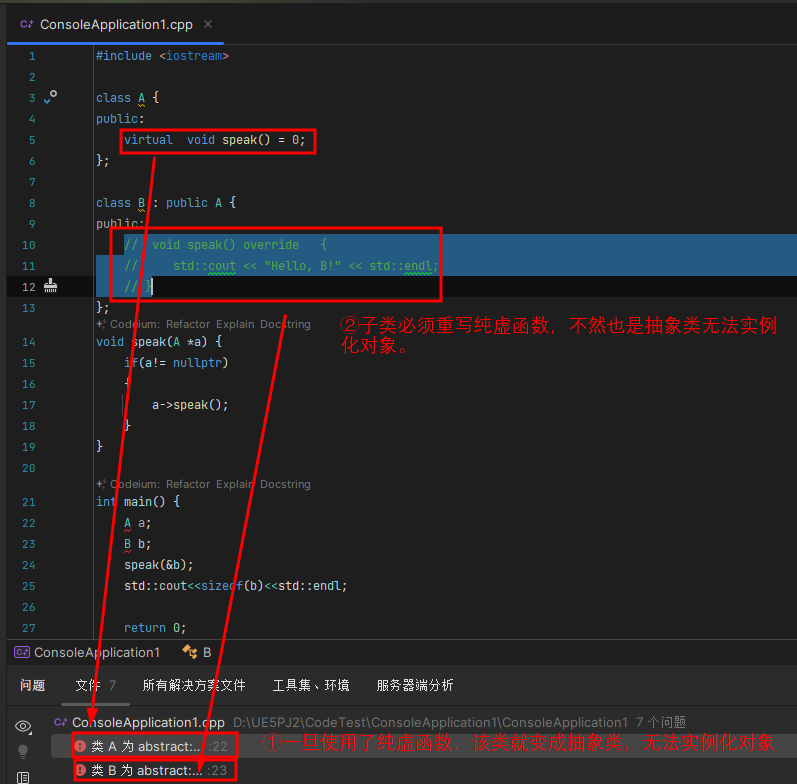 ConsoleApplication1.cpp ×
1 #include <iostream>
2
3 class A {
4 public:
5 virtual  void speak() = 0;
6 };
7
8 class B : public A {
9 public:
10 //  void speak() override   {
11 //     std::cout << "Hello, B!" << std::endl;
12 // }
13 };
Codeium: Refactor Explain Docstring
②子类必须重写纯虚函数，不然也是抽象类无法实例
化对象。
14 void speak(A *a) {
15 if(a!= nullptr)
16 {
17 a->speak();
18 }
19 }
20
Codeium: Refactor Explain Docstring
21 int main() {
22 A a;
23 B b;
24 speak(&b);
25 std::cout<<sizeof(b)<<std::endl;
26
27 return 0;
ConsoleApplication1 B
问题 文件 7 所有解决方案文件 工具集、环境 服务器端分析
ConsoleApplication1.cpp D:\UE5PJ2\CodeTest\ConsoleApplication1\ConsoleApplication1 7 个问题
类 A 为 abstract:... :22
①一旦使用了纯虚函数，该类就变成抽象类，无法实例化对象
类 B 为 abstract:... :23